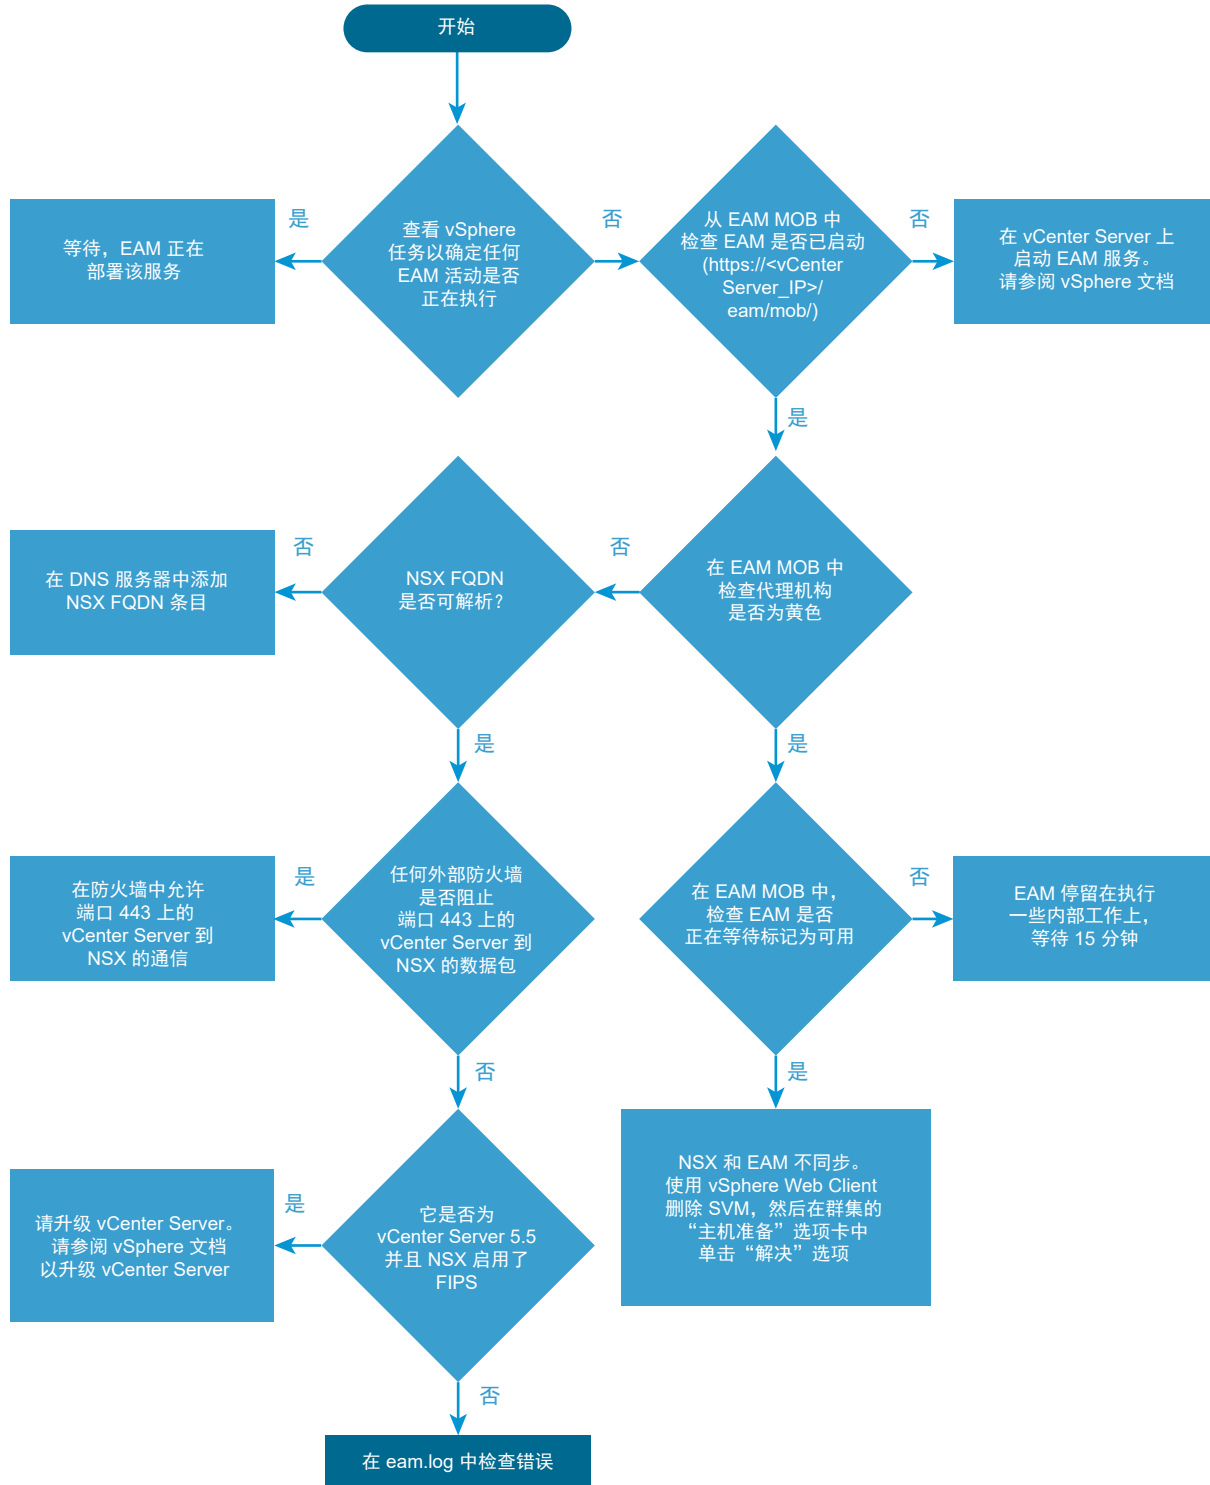 开始
是
等待，EAM 正在
部署该服务
查看 vSphere
任务以确定任何
EAM 活动是否
正在执行
否
从 EAM MOB 中
检查 EAM 是否已启动
(https://<vCenter
Server_IP>/
eam/mob/)
否
在 vCenter Server 上
启动 EAM 服务。
请参阅 vSphere 文档
是
在 DNS 服务器中添加
NSX FQDN 条目
否
NSX FQDN
是否可解析？
否
在 EAM MOB 中
检查代理机构
是否为黄色
是
是
在防火墙中允许
端口 443 上的
vCenter Server 到
NSX 的通信
是
任何外部防火墙
是否阻止
端口 443 上的
vCenter Server 到
NSX 的数据包
在 EAM MOB 中，
检查 EAM 是否
正在等待标记为可用
否
EAM 停留在执行
一些内部工作上，
等待 15 分钟
否
是
请升级 vCenter Server。
请参阅 vSphere 文档
以升级 vCenter Server
是
它是否为
vCenter Server 5.5
并且 NSX 启用了
FIPS
NSX 和 EAM 不同步。
使用 vSphere Web Client
删除 SVM，然后在群集的
“主机准备”选项卡中
单击“解决”选项
否
在 eam.log 中检查错误